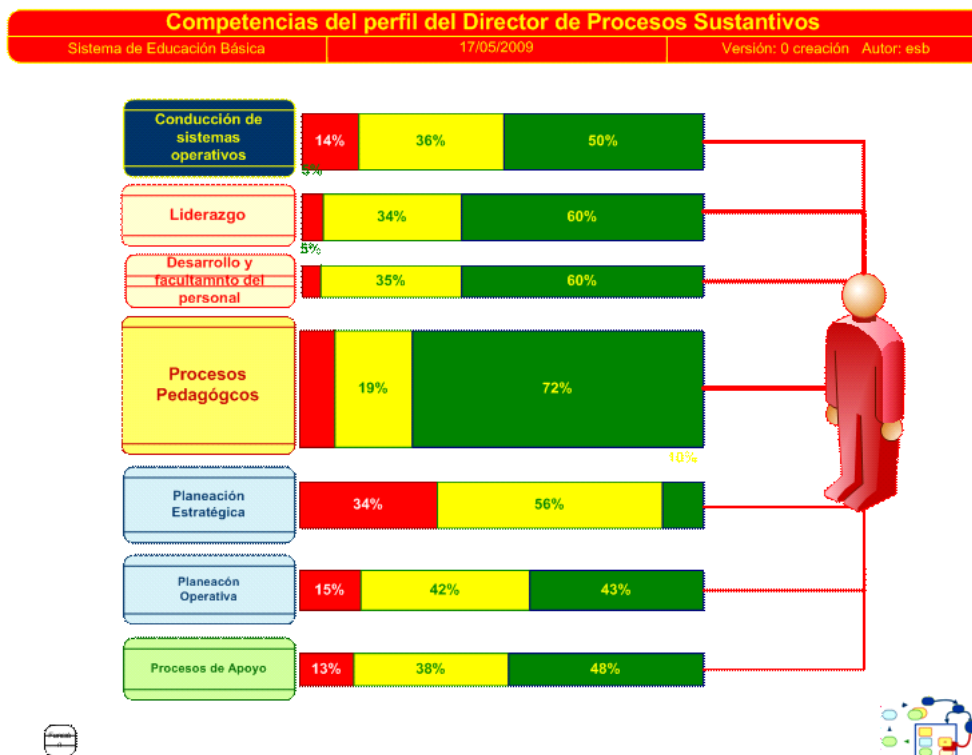 Competencias del perfil del Director de Procesos Sustantivos
Sistema de Educación Básica
17/05/2009
Versión: 0 creación Autor: esb
Conducción de
sistemas
operativos
14%
36%
50%
5%
Liderazgo
34%
60%
5%
Desarrollo y
facultamnto del
personal
35%
60%
Procesos
Pedagógcos
19%
72%
10%
Planeación
Estratégica
34%
56%
Planeacón
Operativa
15%
42%
43%
Procesos de Apoyo
13%
38%
48%